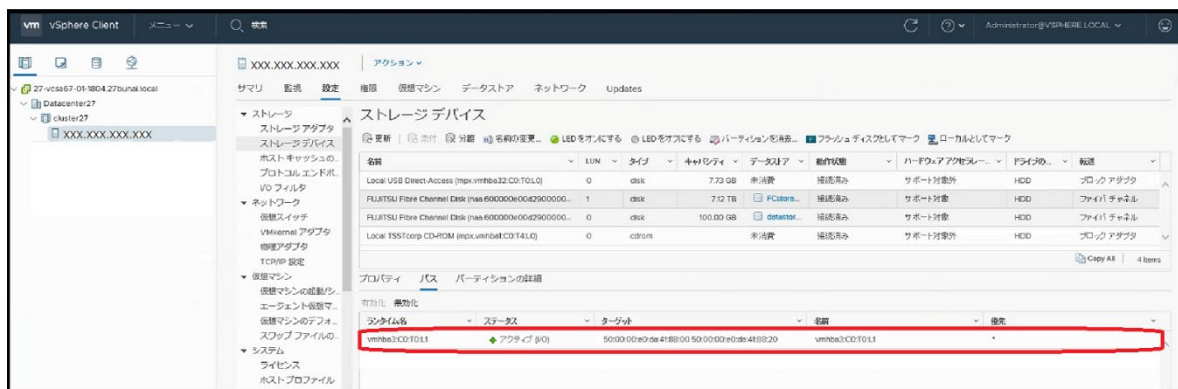 vm vSphere Client メニュー 検索 Administrator@VSPHERE.LOCAL
XXX.XXX.XXX.XXX アクション
27-vcsa67-01-1804.27bunai.local
Datacenter27
cluster27
XXX.XXX.XXX.XXX
サマリ 監視 設定 権限 仮想マシン データストア ネットワーク Updates
ストレージ
ストレージ アダプタ
ストレージ デバイス
ホスト キャッシュの...
プロトコル エンドポ...
I/O フィルタ
ネットワーク
仮想スイッチ
VMkernel アダプタ
物理アダプタ
TCP/IP 設定
仮想マシン
仮想マシンの起動/シ...
エージェント仮想マ...
仮想マシンのデフォ...
スワップ ファイルの...
システム
ライセンス
ホスト プロファイル
ストレージ デバイス
更新 添付 分離 名前の変更... LED をオンにする LED をオフにする パーティションを消去... フラッシュ ディスクとしてマーク ローカルとしてマーク
名前 LUN タイプ キャパシティ データストア 動作状態 ハードウェア アクセラレー... ドライブの... 転送
Local USB Direct-Access (mpx.vmhba32:C0:T0:L0) 0 disk 7.73 GB 未消費 接続済み サポート対象外 HDD ブロック アダプタ
FUJITSU Fibre Channel Disk (naa.600000e00d2900000... 1 disk 7.12 TB FCstora... 接続済み サポート対象 HDD ファイバ チャネル
FUJITSU Fibre Channel Disk (naa.600000e00d2900000... 0 disk 100.00 GB datastor... 接続済み サポート対象 HDD ファイバ チャネル
Local TSSTcorp CD-ROM (mpx.vmhba1:C0:T4:L0) 0 cdrom 未消費 接続済み サポート対象外 HDD ブロック アダプタ
Copy All 4 items
プロパティ パス パーティションの詳細
有効化 無効化
ランタイム名 ステータス ターゲット 名前 優先
vmhba3:C0:T0:L1 アクティブ (I/O) 50:00:00:e0:da:41:88:00 50:00:00:e0:da:41:88:20 vmhba3:C0:T0:L1 *